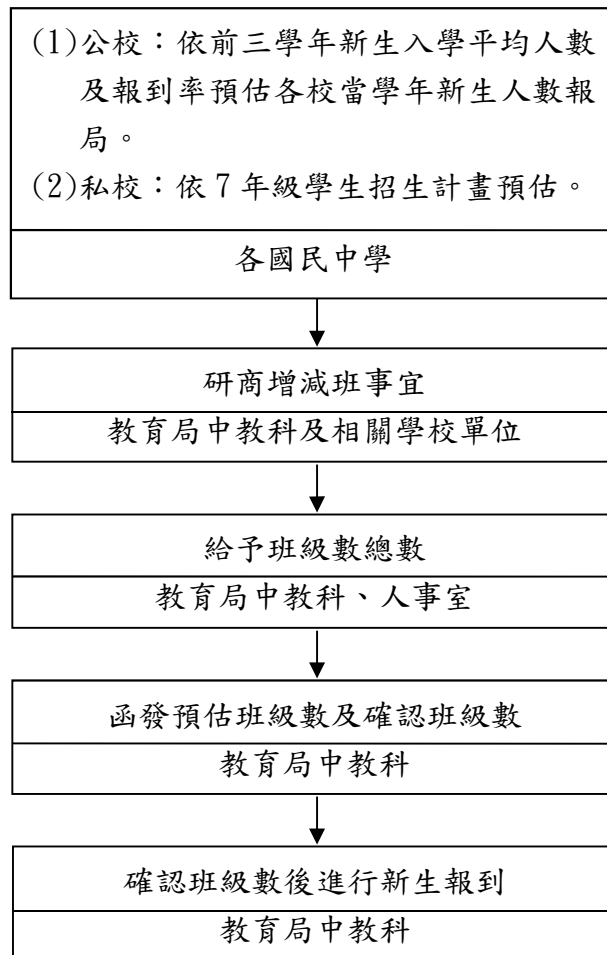 (1)公校：依前三學年新生入學平均人數
及報到率預估各校當學年新生人數報
局。
(2)私校：依 7 年級學生招生計畫預估。
各國民中學
研商增減班事宜
教育局中教科及相關學校單位
給予班級數總數
教育局中教科、人事室
函發預估班級數及確認班級數
教育局中教科
確認班級數後進行新生報到
教育局中教科